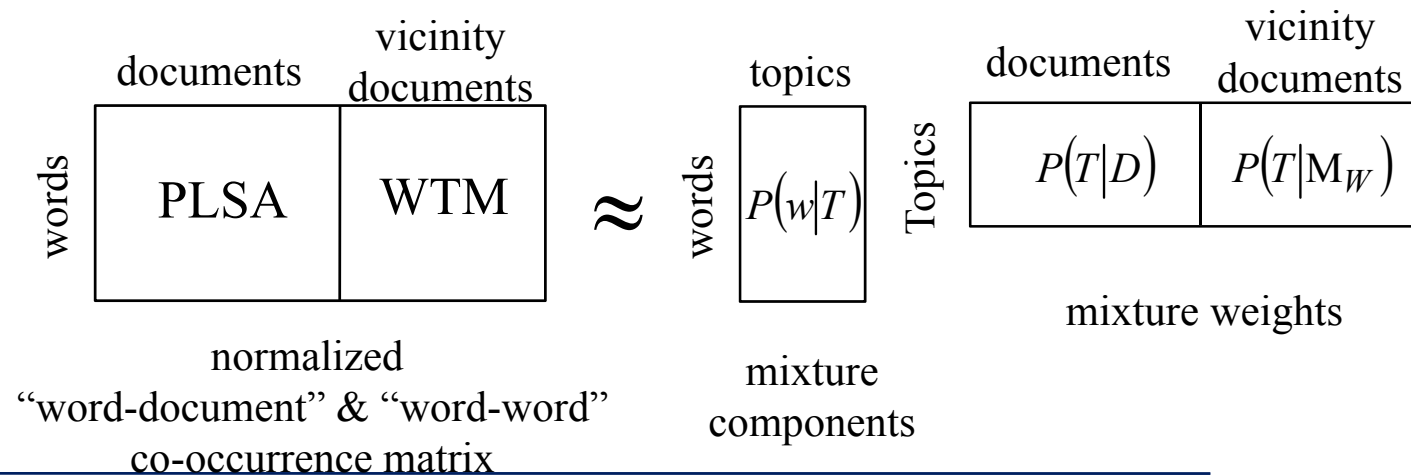 documents
vicinity
documents
words
PLSA
WTM
≈
topics
words
P(w|T)
documents
vicinity
documents
Topics
P(T|D)
P(T|M_W)
normalized
“word-document” & “word-word”
co-occurrence matrix
mixture
components
mixture weights